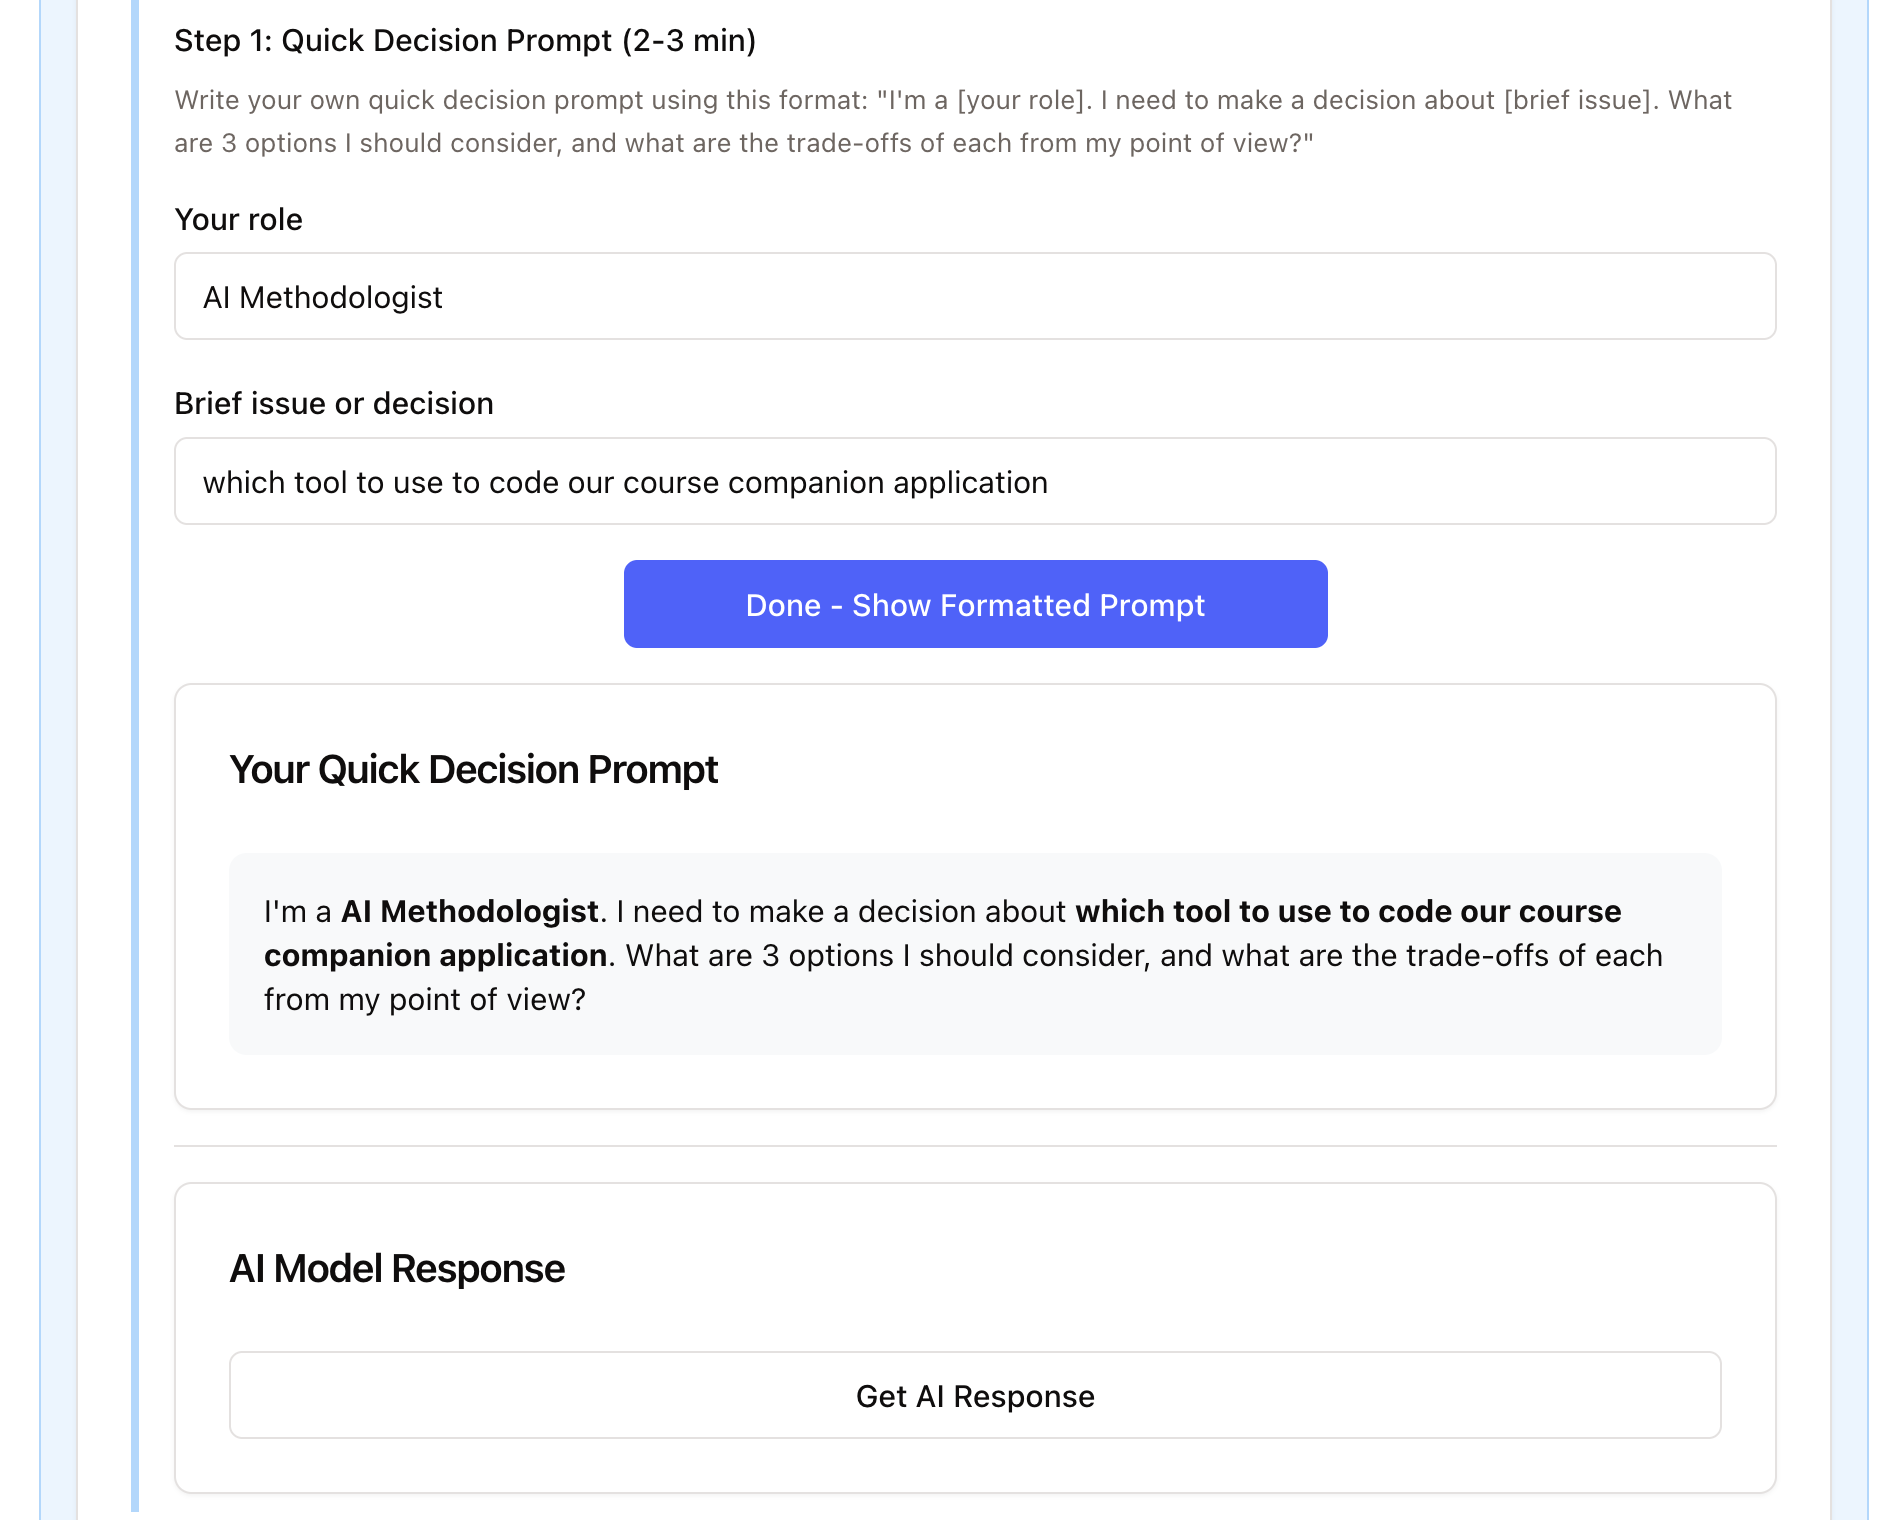 Step 1: Quick Decision Prompt (2-3 min)
Write your own quick decision prompt using this format: "I'm a [your role]. I need to make a decision about [brief issue]. What
are 3 options I should consider, and what are the trade-offs of each from my point of view?"
Your role
AI Methodologist
Brief issue or decision
which tool to use to code our course companion application
Done - Show Formatted Prompt
Your Quick Decision Prompt
I'm a AI Methodologist. I need to make a decision about which tool to use to code our course
companion application. What are 3 options I should consider, and what are the trade-offs of each
from my point of view?
AI Model Response
Get AI Response